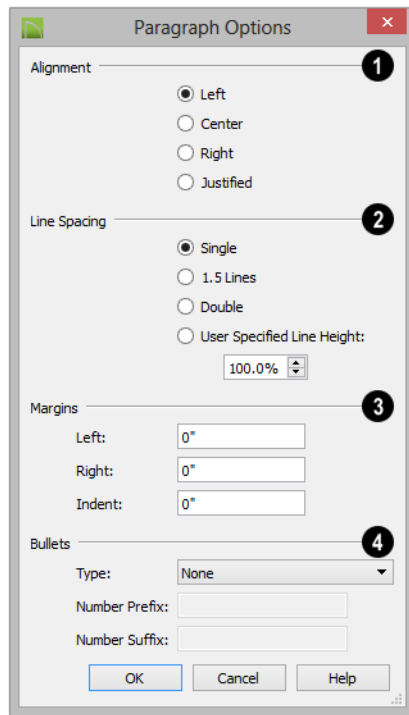 Paragraph Options
Alignment 1
Left
Center
Right
Justified
Line Spacing 2
Single
1.5 Lines
Double
User Specified Line Height:
100.0%
Margins 3
Left: 0"
Right: 0"
Indent: 0"
Bullets 4
Type: None
Number Prefix:
Number Suffix:
OK Cancel Help